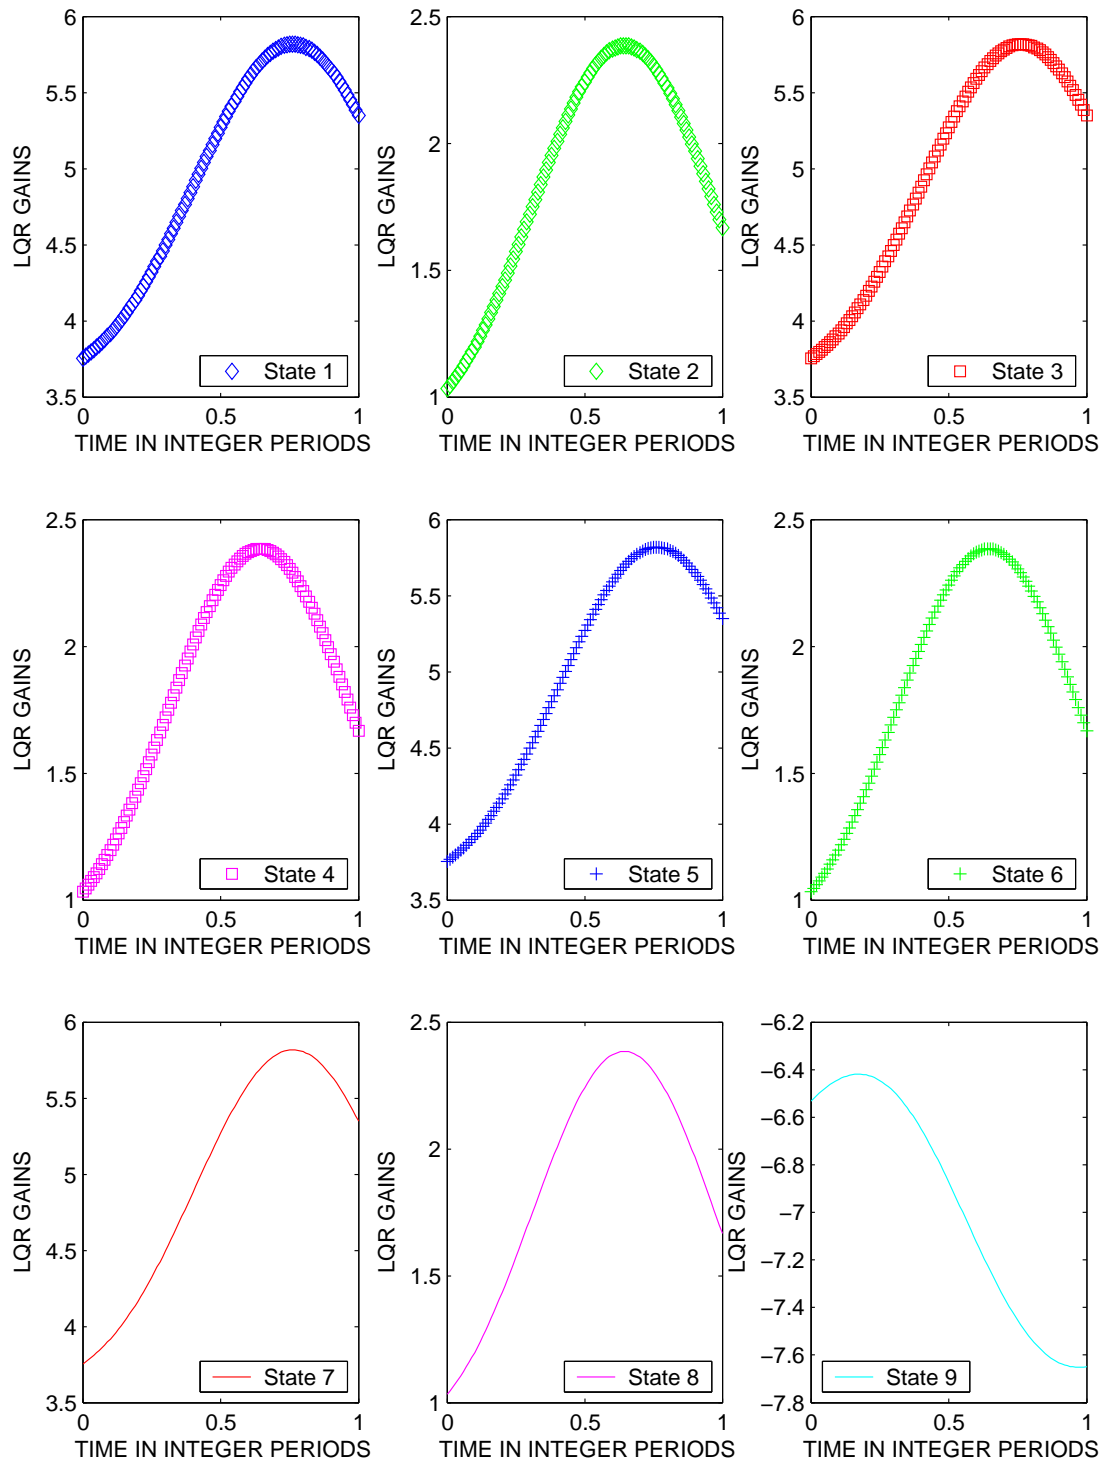 6
5.5
5
4.5
4
3.5
LQR GAINS
State 1
0 0.5 1
TIME IN INTEGER PERIODS
2.5
2
1.5
1
LQR GAINS
State 2
0 0.5 1
TIME IN INTEGER PERIODS
6
5.5
5
4.5
4
3.5
LQR GAINS
State 3
0 0.5 1
TIME IN INTEGER PERIODS
2.5
2
1.5
1
LQR GAINS
State 4
0 0.5 1
TIME IN INTEGER PERIODS
6
5.5
5
4.5
4
3.5
LQR GAINS
State 5
0 0.5 1
TIME IN INTEGER PERIODS
2.5
2
1.5
1
LQR GAINS
State 6
0 0.5 1
TIME IN INTEGER PERIODS
6
5.5
5
4.5
4
3.5
LQR GAINS
State 7
0 0.5 1
TIME IN INTEGER PERIODS
2.5
2
1.5
1
LQR GAINS
State 8
0 0.5 1
TIME IN INTEGER PERIODS
−6.2
−6.4
−6.6
−6.8
−7
−7.2
−7.4
−7.6
−7.8
LQR GAINS
State 9
0 0.5 1
TIME IN INTEGER PERIODS